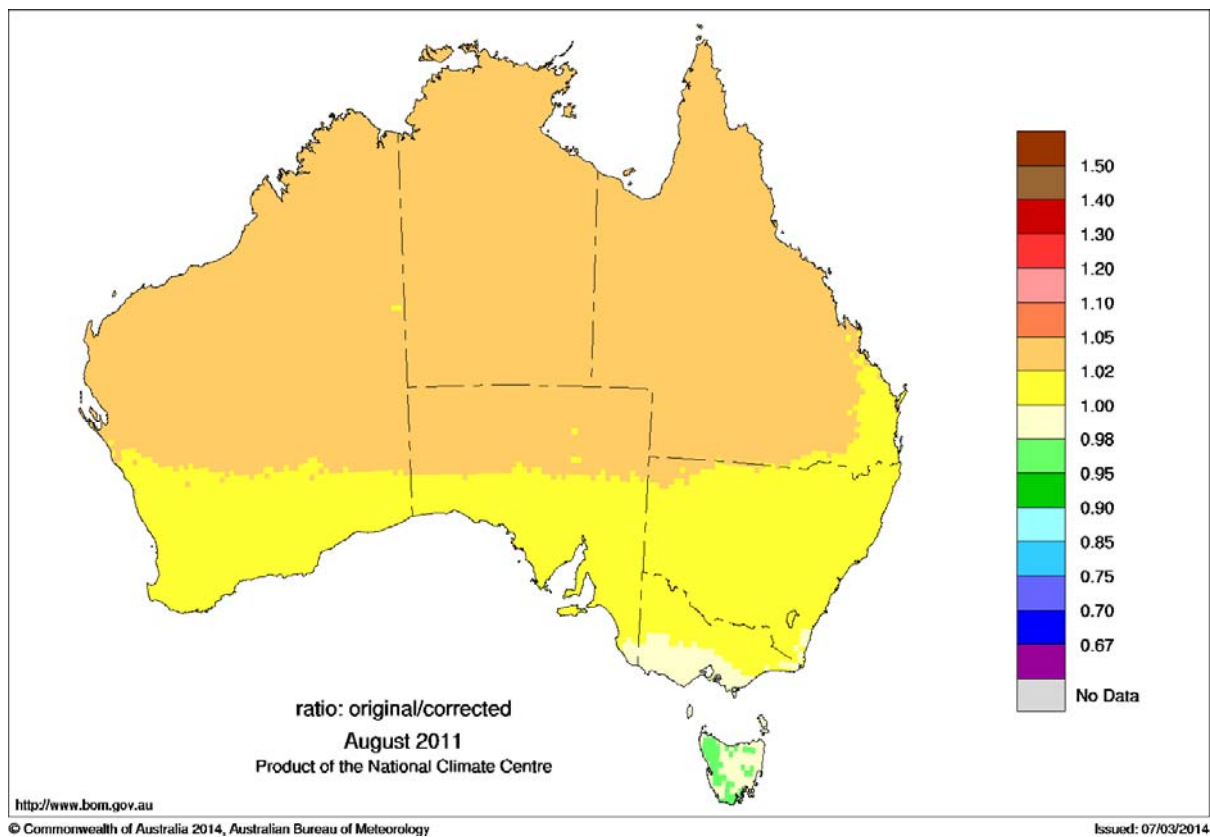 1.50
1.40
1.30
1.20
1.10
1.05
1.02
1.00
0.98
0.95
0.90
0.85
0.75
0.70
0.67
No Data
ratio: original/corrected
August 2011
Product of the National Climate Centre
http://www.bom.gov.au
© Commonwealth of Australia 2014, Australian Bureau of Meteorology
Issued: 07/03/2014